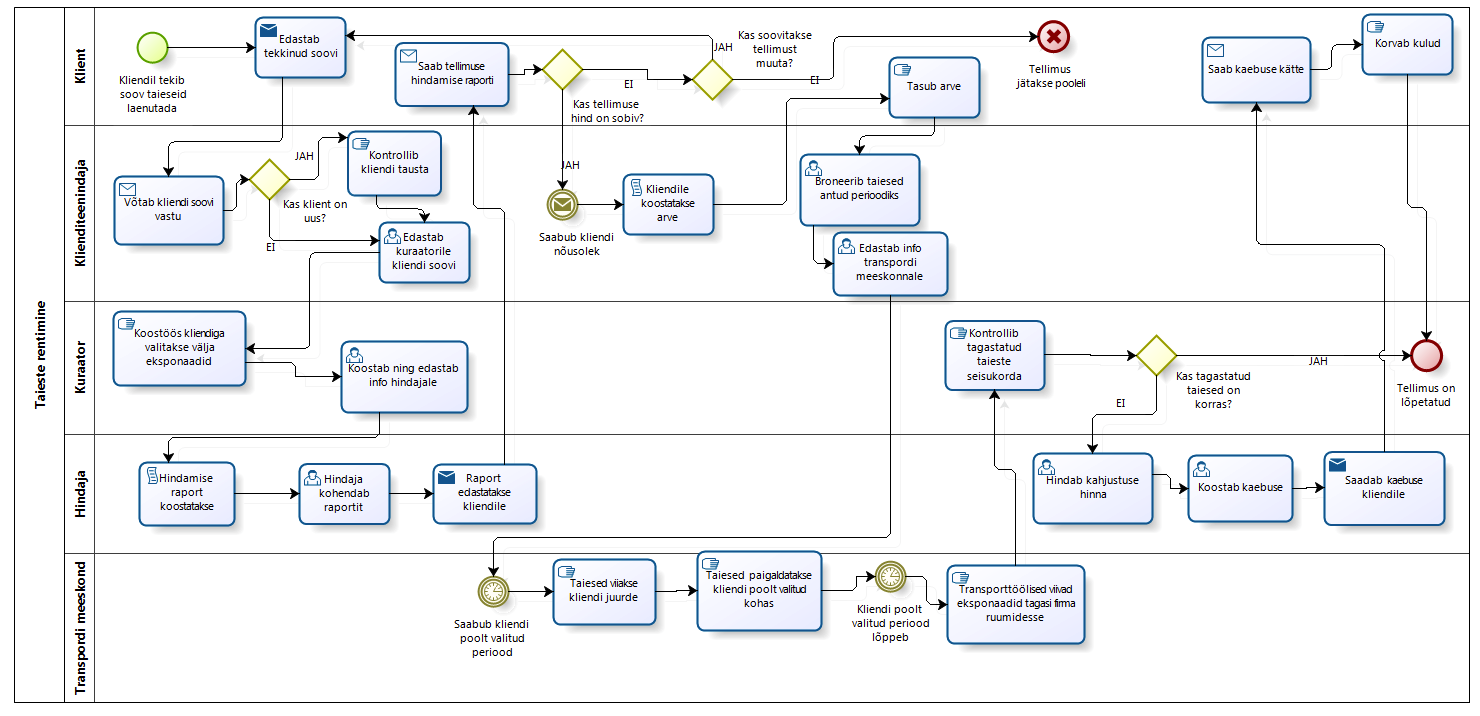 Taieste rentimine
Klient
Kliendil tekib
soov taieseid
laenutada
Edastab
tekkinud soovi
Saab tellimuse
hindamise raporti
Kas tellimuse
hind on sobiv?
EI
JAH
Kas soovitakse
tellimust
muuta?
JAH
EI
Tellimus
jätakse pooleli
Tasub arve
Saab kaebuse kätte
Korvab kulud
Klienditeenindaja
Võtab kliendi soovi
vastu
Kas klient on
uus?
JAH
EI
Kontrollib
kliendi tausta
Edastab
kuraatorile
kliendi soovi
Saabub kliendi
nõusolek
Kliendile
koostatakse
arve
Broneerib taiesed
antud perioodiks
Edastab info
transpordi
meeskonnale
Kuraator
Koostöös kliendiga
valitakse välja
eksponaadid
Koostab ning edastab
info hindajale
Kontrollib
tagastatud
taieste
seisukorda
Kas tagastatud
taiesed on
korras?
JAH
EI
Tellimus on
lõpetatud
Hindaja
Hindamise
raport
koostatakse
Hindaja
kohendab
raportit
Raport
edastatakse
kliendile
Hindab kahjustuse
hinna
Koostab kaebuse
Saadab kaebuse
kliendile
Transpordi meeskond
Saabub kliendi
poolt valitud
periood
Taiesed viiakse
kliendi juurde
Taiesed paigaldatakse
kliendi poolt valitud
kohas
Kliendi poolt
valitud periood
lõppeb
Transporttöölised viivad
eksponaadid tagasi firma
ruumidesse